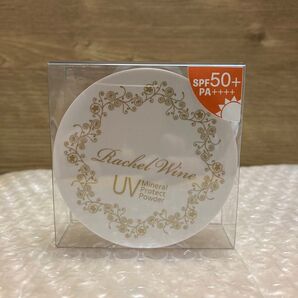 SPF50+
PA++++
Rachel Wine
UV Mineral
Protect
Powder